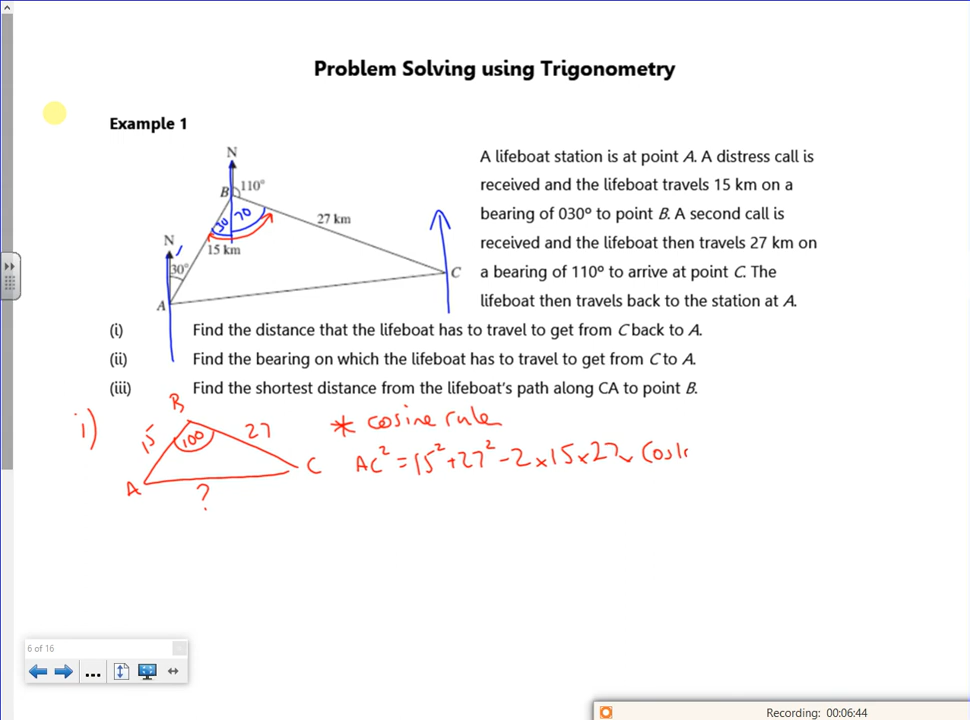 Problem Solving using Trigonometry
Example 1
N
B 110°
30 70
27 km
N
15 km
30°
A
C
A lifeboat station is at point A. A distress call is
received and the lifeboat travels 15 km on a
bearing of 030° to point B. A second call is
received and the lifeboat then travels 27 km on
a bearing of 110° to arrive at point C. The
lifeboat then travels back to the station at A.
(i) Find the distance that the lifeboat has to travel to get from C back to A.
(ii) Find the bearing on which the lifeboat has to travel to get from C to A.
(iii) Find the shortest distance from the lifeboat's path along CA to point B.
i)
B
15 100 27
A C
?
* cosine rule
AC² = 15² + 27² - 2 × 15 × 27 × Cos10
6 of 16
Recording: 00:06:44